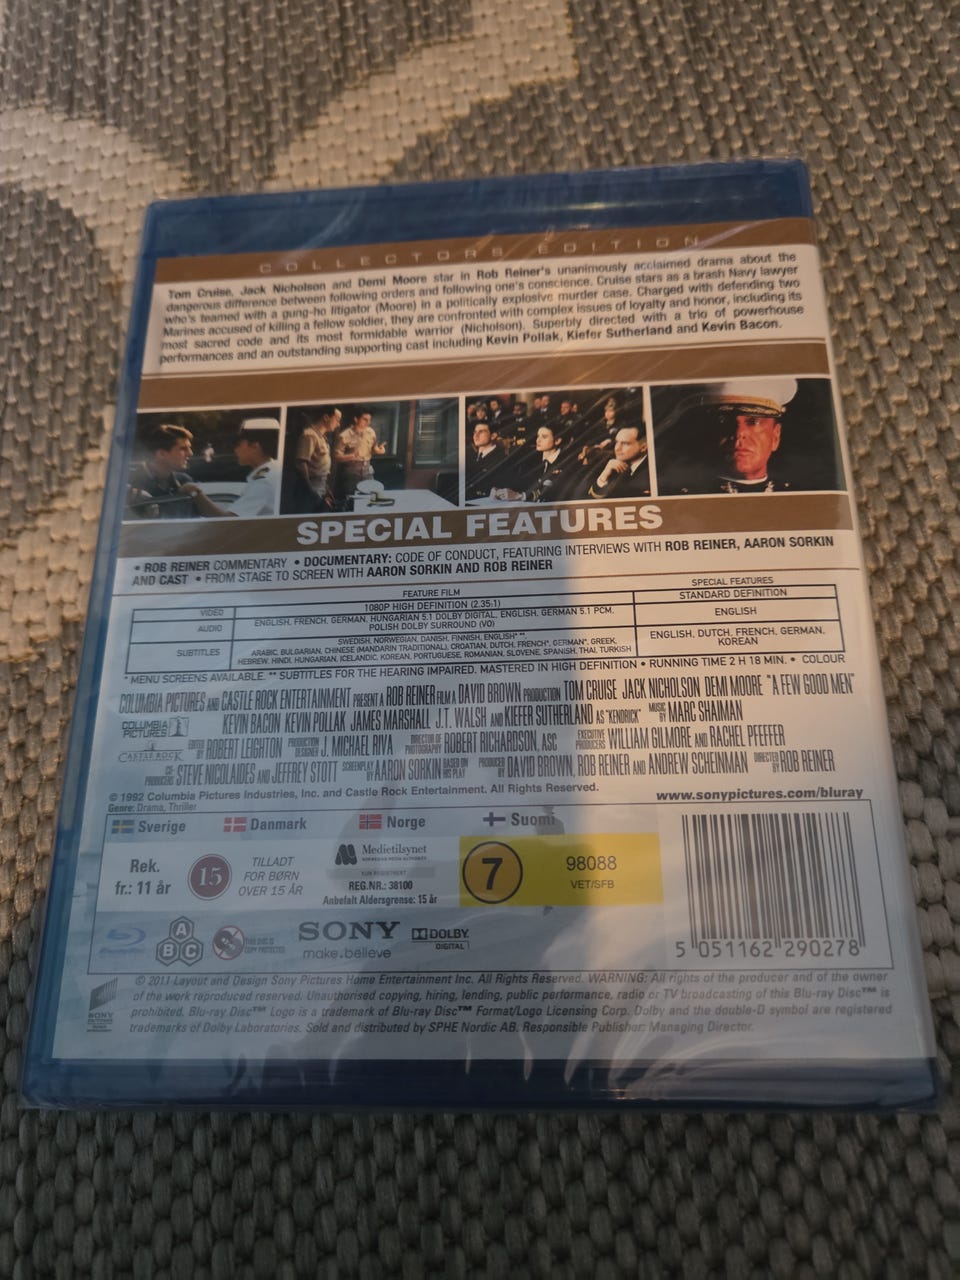 COLLECTORS EDITION
Tom Cruise, Jack Nicholson and Demi Moore star in Rob Reiner's unanimously acclaimed drama about the
dangerous difference between following orders and following one's conscience. Cruise stars as a brash Navy lawyer
who's teamed with a gung-ho litigator (Moore) in a politically explosive murder case. Charged with defending two
Marines accused of killing a fellow soldier, they are confronted with complex issues of loyalty and honor, including its
most sacred code and its most formidable warrior (Nicholson). Superbly directed with a trio of powerhouse
performances and an outstanding supporting cast including Kevin Pollak, Kiefer Sutherland and Kevin Bacon.
SPECIAL FEATURES
• ROB REINER COMMENTARY • DOCUMENTARY: CODE OF CONDUCT, FEATURING INTERVIEWS WITH ROB REINER, AARON SORKIN
AND CAST • FROM STAGE TO SCREEN WITH AARON SORKIN AND ROB REINER
FEATURE FILM SPECIAL FEATURES
VIDEO 1080P HIGH DEFINITION (2.35:1) STANDARD DEFINITION
AUDIO ENGLISH, FRENCH, GERMAN, HUNGARIAN 5.1 DOLBY DIGITAL, ENGLISH, GERMAN 5.1 PCM, ENGLISH
POLISH DOLBY SURROUND (VO)
SUBTITLES SWEDISH, NORWEGIAN, DANISH, FINNISH, ENGLISH* ** ENGLISH, DUTCH, FRENCH, GERMAN,
ARABIC, BULGARIAN, CHINESE (MANDARIN TRADITIONAL), CROATIAN, DUTCH, FRENCH*, GERMAN*, GREEK, KOREAN
HEBREW, HINDI, HUNGARIAN, ICELANDIC, KOREAN, PORTUGUESE, ROMANIAN, SLOVENE, SPANISH, THAI, TURKISH
* MENU SCREENS AVAILABLE. ** SUBTITLES FOR THE HEARING IMPAIRED. MASTERED IN HIGH DEFINITION • RUNNING TIME 2 H 18 MIN. • COLOUR
COLUMBIA PICTURES AND CASTLE ROCK ENTERTAINMENT PRESENT A ROB REINER FILM A DAVID BROWN PRODUCTION TOM CRUISE JACK NICHOLSON DEMI MOORE "A FEW GOOD MEN"
COLUMBIA PICTURES KEVIN BACON KEVIN POLLAK JAMES MARSHALL J.T. WALSH AND KIEFER SUTHERLAND AS "KENDRICK" MUSIC BY MARC SHAIMAN
CASTLE ROCK EDITED BY ROBERT LEIGHTON PRODUCTION DESIGNER J. MICHAEL RIVA DIRECTOR OF PHOTOGRAPHY ROBERT RICHARDSON, ASC EXECUTIVE PRODUCERS WILLIAM GILMORE AND RACHEL PFEFFER
CO-PRODUCERS STEVE NICOLAIDES AND JEFFREY STOTT SCREENPLAY BY AARON SORKIN BASED ON HIS PLAY PRODUCED BY DAVID BROWN, ROB REINER AND ANDREW SCHEINMAN DIRECTED BY ROB REINER
© 1992 Columbia Pictures Industries, Inc. and Castle Rock Entertainment. All Rights Reserved. www.sonypictures.com/bluray
Genre: Drama, Thriller
Sverige Danmark Norge Suomi
Rek.
fr.: 11 år
15
TILLADT
FOR BØRN
OVER 15 ÅR
Medietilsynet
NORWEGIAN MEDIA AUTHORITY
REG.NR.: 38100
Anbefalt Aldersgrense: 15 år
7
98088
VET/SFB
A
B C
THIS DISC IS
COPY PROTECTED
SONY
make.believe
DOLBY
DIGITAL
5 051162 290278
© 2011 Layout and Design Sony Pictures Home Entertainment Inc. All Rights Reserved. WARNING: All rights of the producer and of the owner
of the work reproduced reserved. Unauthorised copying, hiring, lending, public performance, radio or TV broadcasting of this Blu-ray Disc™ is
prohibited. Blu-ray Disc™ Logo is a trademark of Blu-ray Disc™ Format/Logo Licensing Corp. Dolby and the double-D symbol are registered
trademarks of Dolby Laboratories. Sold and distributed by SPHE Nordic AB. Responsible Publisher: Managing Director.
SONY